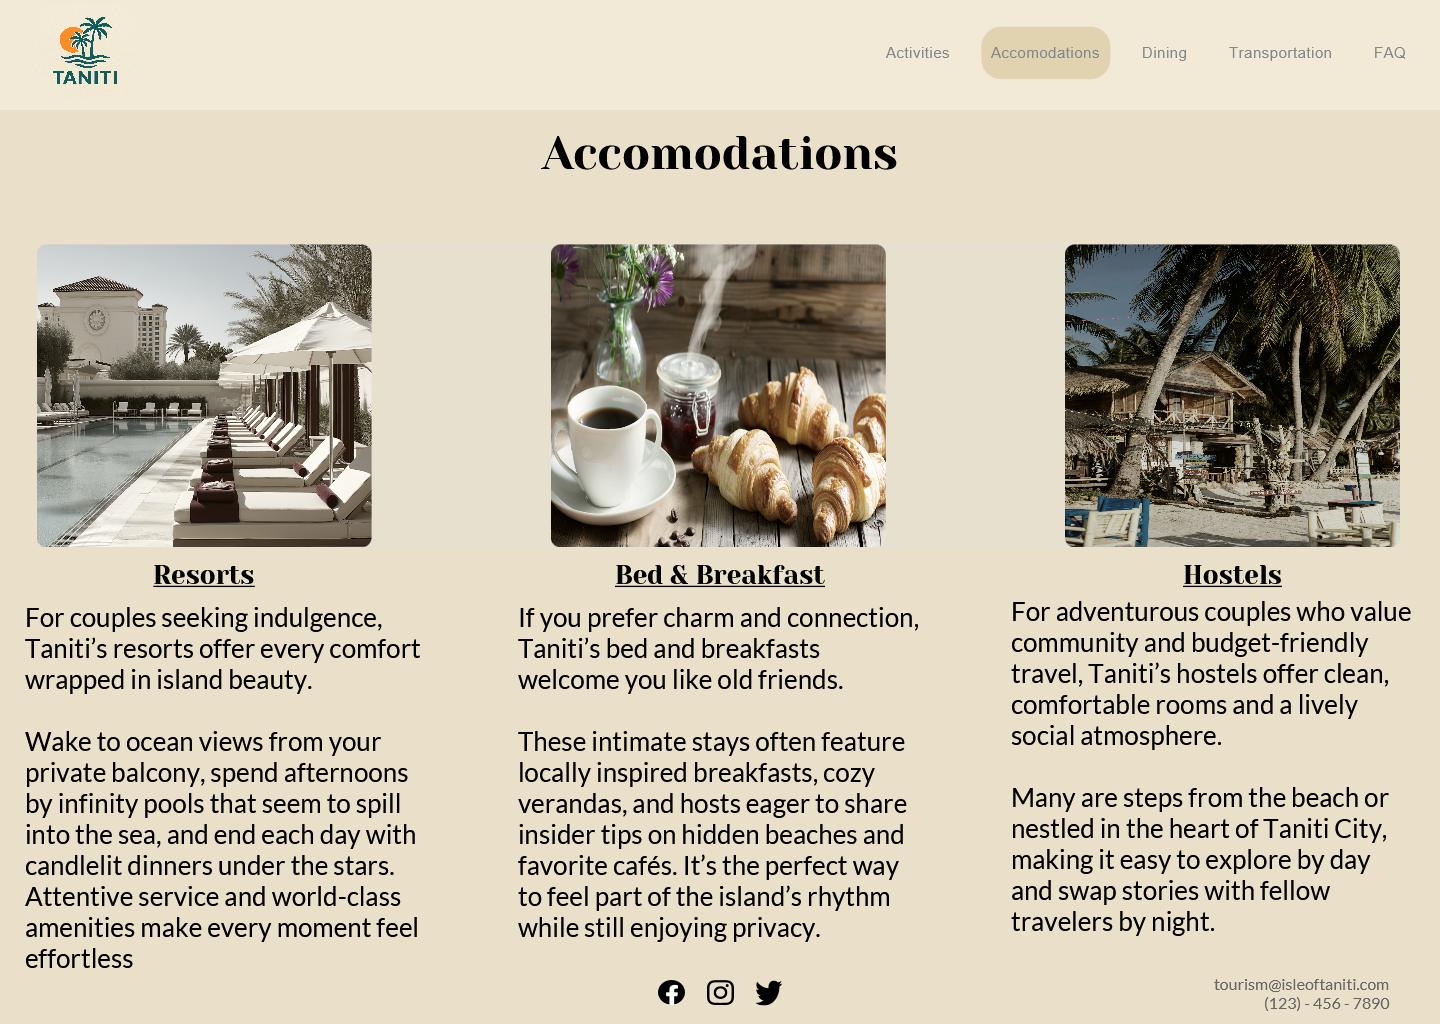 TANITI
Activities
Accomodations
Dining
Transportation
FAQ
Accomodations
Resorts
For couples seeking indulgence,
Taniti’s resorts offer every comfort
wrapped in island beauty.
Wake to ocean views from your
private balcony, spend afternoons
by infinity pools that seem to spill
into the sea, and end each day with
candlelit dinners under the stars.
Attentive service and world-class
amenities make every moment feel
effortless
Bed & Breakfast
If you prefer charm and connection,
Taniti’s bed and breakfasts
welcome you like old friends.
These intimate stays often feature
locally inspired breakfasts, cozy
verandas, and hosts eager to share
insider tips on hidden beaches and
favorite cafés. It’s the perfect way
to feel part of the island’s rhythm
while still enjoying privacy.
Hostels
For adventurous couples who value
community and budget-friendly
travel, Taniti’s hostels offer clean,
comfortable rooms and a lively
social atmosphere.
Many are steps from the beach or
nestled in the heart of Taniti City,
making it easy to explore by day
and swap stories with fellow
travelers by night.
tourism@isleoftaniti.com
(123) - 456 - 7890